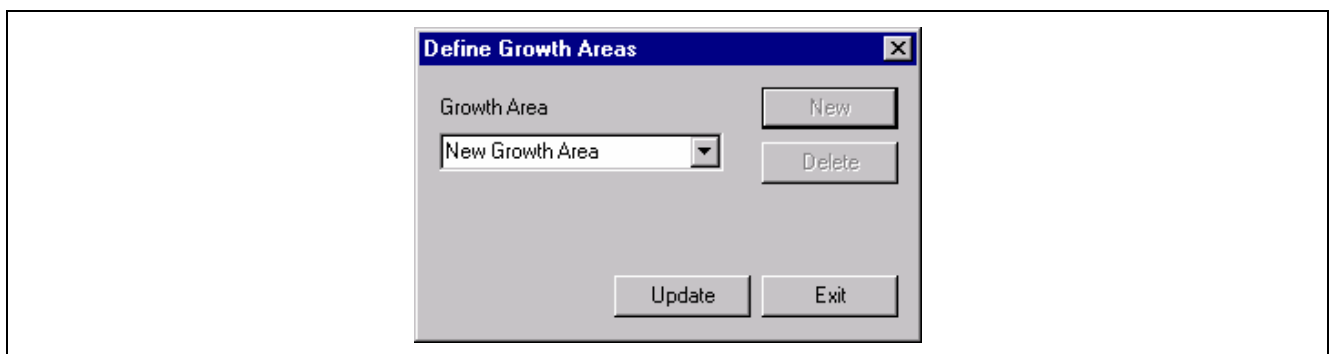 Define Growth Areas
Growth Area
New
New Growth Area
Delete
Update
Exit